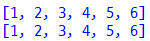 [1, 2, 3, 4, 5, 6]
[1, 2, 3, 4, 5, 6]